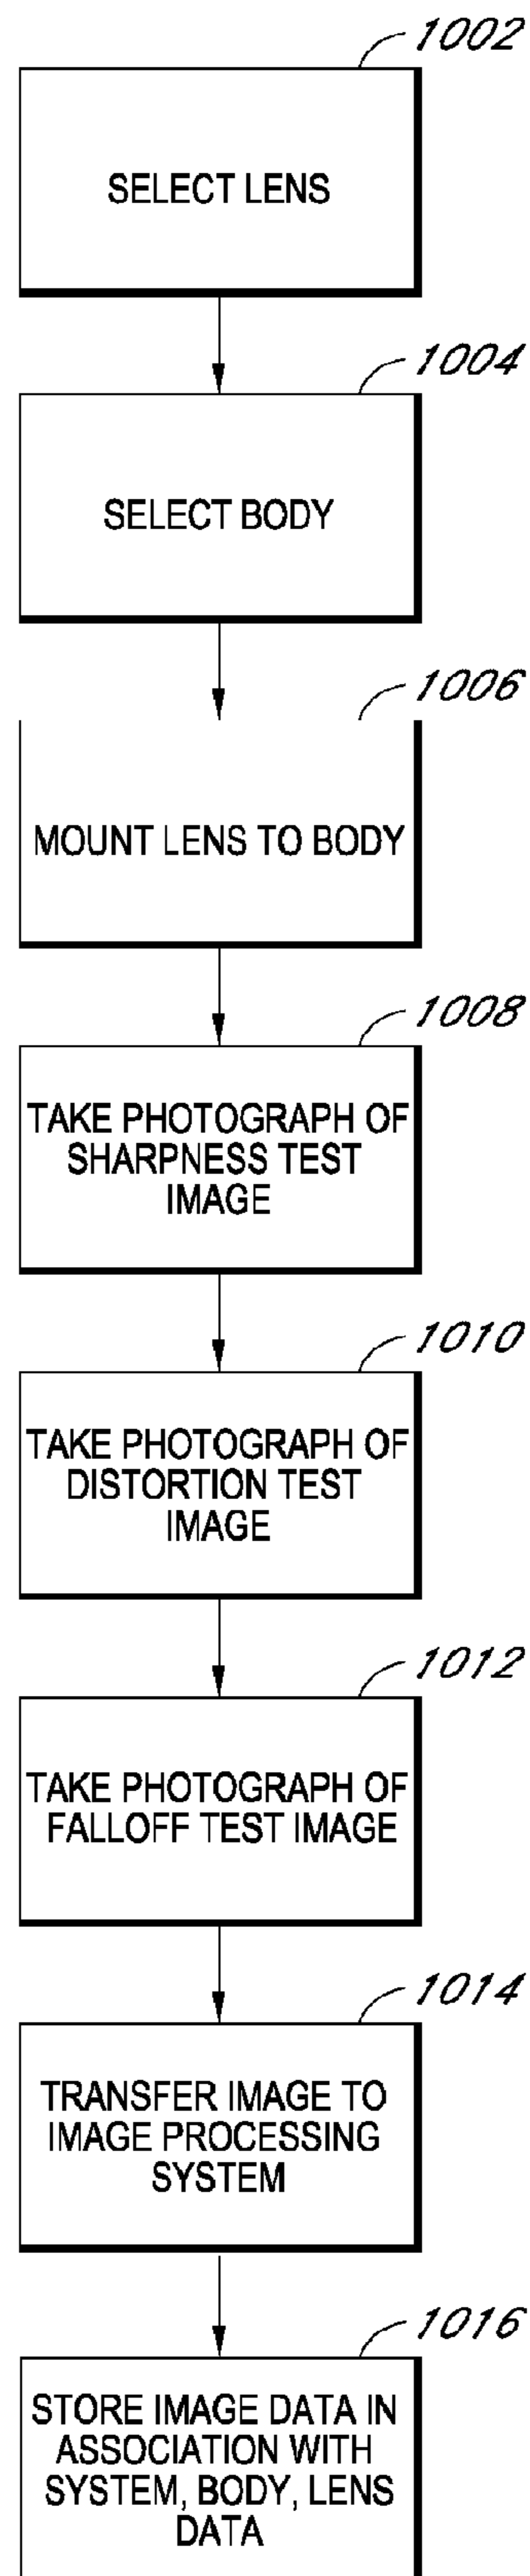 1002
SELECT LENS
1004
SELECT BODY
1006
MOUNT LENS TO BODY
1008
TAKE PHOTOGRAPH OF
SHARPNESS TEST
IMAGE
1010
TAKE PHOTOGRAPH OF
DISTORTION TEST
IMAGE
1012
TAKE PHOTOGRAPH OF
FALLOFF TEST IMAGE
1014
TRANSFER IMAGE TO
IMAGE PROCESSING
SYSTEM
1016
STORE IMAGE DATA IN
ASSOCIATION WITH
SYSTEM, BODY, LENS
DATA